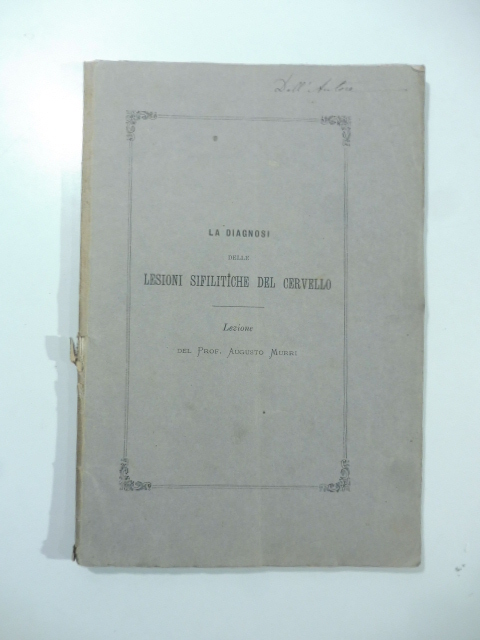 Dall'Autore
LA DIAGNOSI
DELLE
LESIONI SIFILITICHE DEL CERVELLO
Lezione
DEL PROF. AUGUSTO MURRI